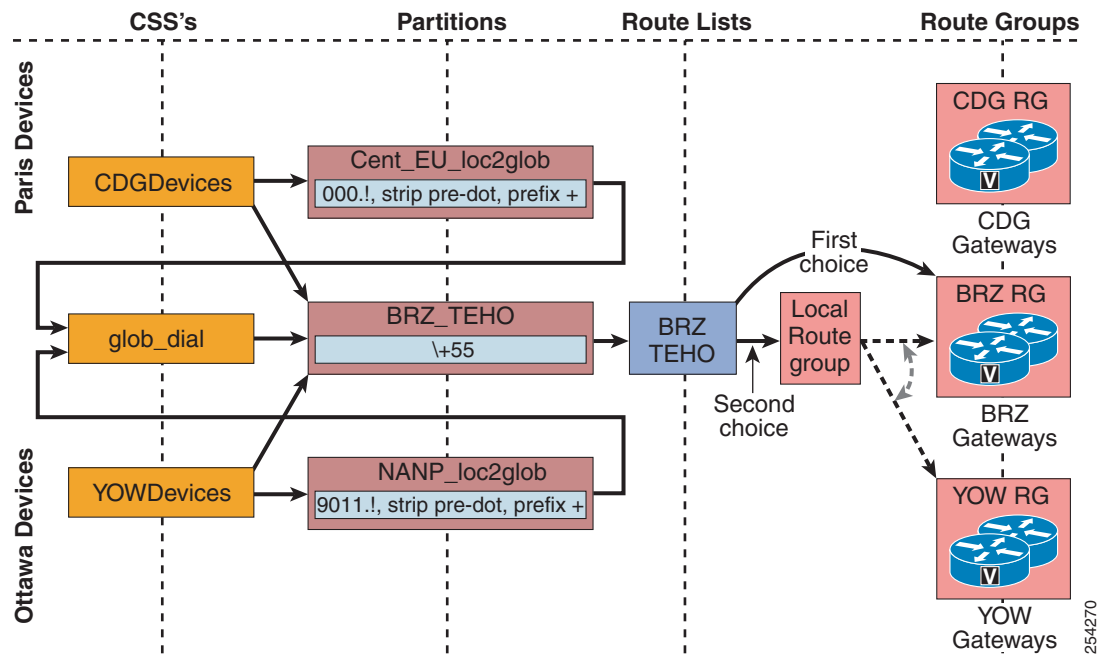 CSS's
Partitions
Route Lists
Route Groups
Paris Devices
CDGDevices
Cent_EU_loc2glob
000.!, strip pre-dot, prefix +
CDG RG
V
CDG
Gateways
First
choice
glob_dial
BRZ_TEHO
\+55
BRZ
TEHO
Local
Route
group
Second
choice
BRZ RG
V
BRZ
Gateways
Ottawa Devices
YOWDevices
NANP_loc2glob
9011.!, strip pre-dot, prefix +
YOW RG
V
YOW
Gateways
254270